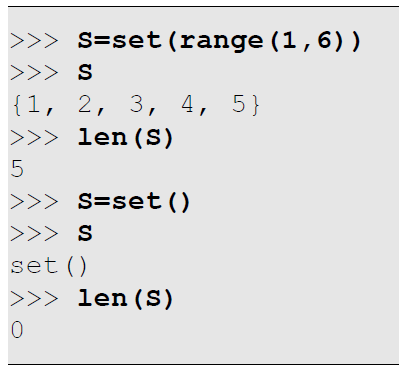 >>> S=set(range(1,6))
>>> S
{1, 2, 3, 4, 5}
>>> len(S)
5
>>> S=set()
>>> S
set()
>>> len(S)
0